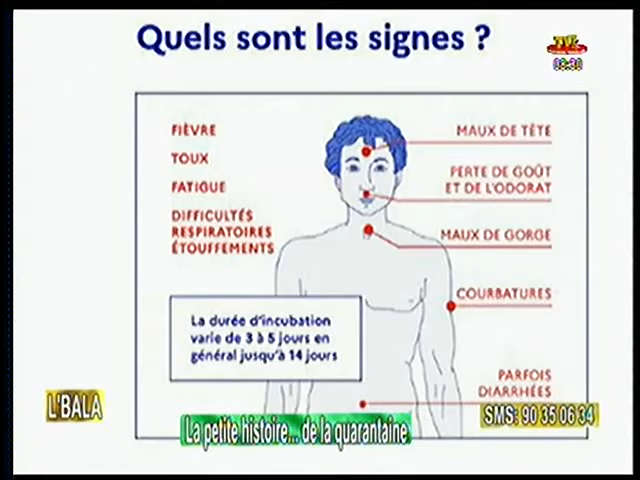 Quels sont les signes ?
08:30
FIÈVRE
TOUX
FATIGUE
DIFFICULTÉS
RESPIRATOIRES
ÉTOUFFEMENTS
MAUX DE TÊTE
PERTE DE GOÛT
ET DE L'ODORAT
MAUX DE GORGE
COURBATURES
PARFOIS
DIARRHÉES
La durée d'incubation
varie de 3 à 5 jours en
général jusqu'à 14 jours
L'BALA
SMS: 90 35 06 34
La petite histoire... de la quarantaine